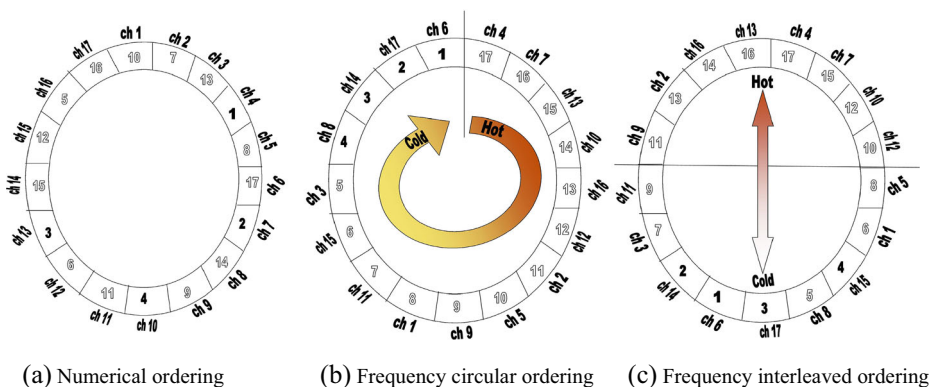 ch 1
10
ch 2
7
ch 3
13
ch 4
1
ch 5
8
ch 6
17
ch 7
2
ch 8
14
ch 9
9
ch 10
4
ch 11
11
ch 12
6
ch 13
3
ch 14
15
ch 15
12
ch 16
5
ch 17
16
(a) Numerical ordering
ch 4
17
ch 7
16
ch 13
15
ch 10
14
ch 16
13
ch 12
12
ch 2
11
ch 5
10
ch 9
9
ch 1
8
ch 11
7
ch 15
6
ch 3
5
ch 8
4
ch 14
3
ch 17
2
ch 6
1
Hot
Cold
(b) Frequency circular ordering
ch 13
16
ch 4
17
ch 7
15
ch 10
12
ch 12
10
ch 5
8
ch 1
6
ch 15
4
ch 8
5
ch 17
3
ch 6
1
ch 14
2
ch 3
7
ch 11
9
ch 9
11
ch 2
13
ch 16
14
Hot
Cold
(c) Frequency interleaved ordering